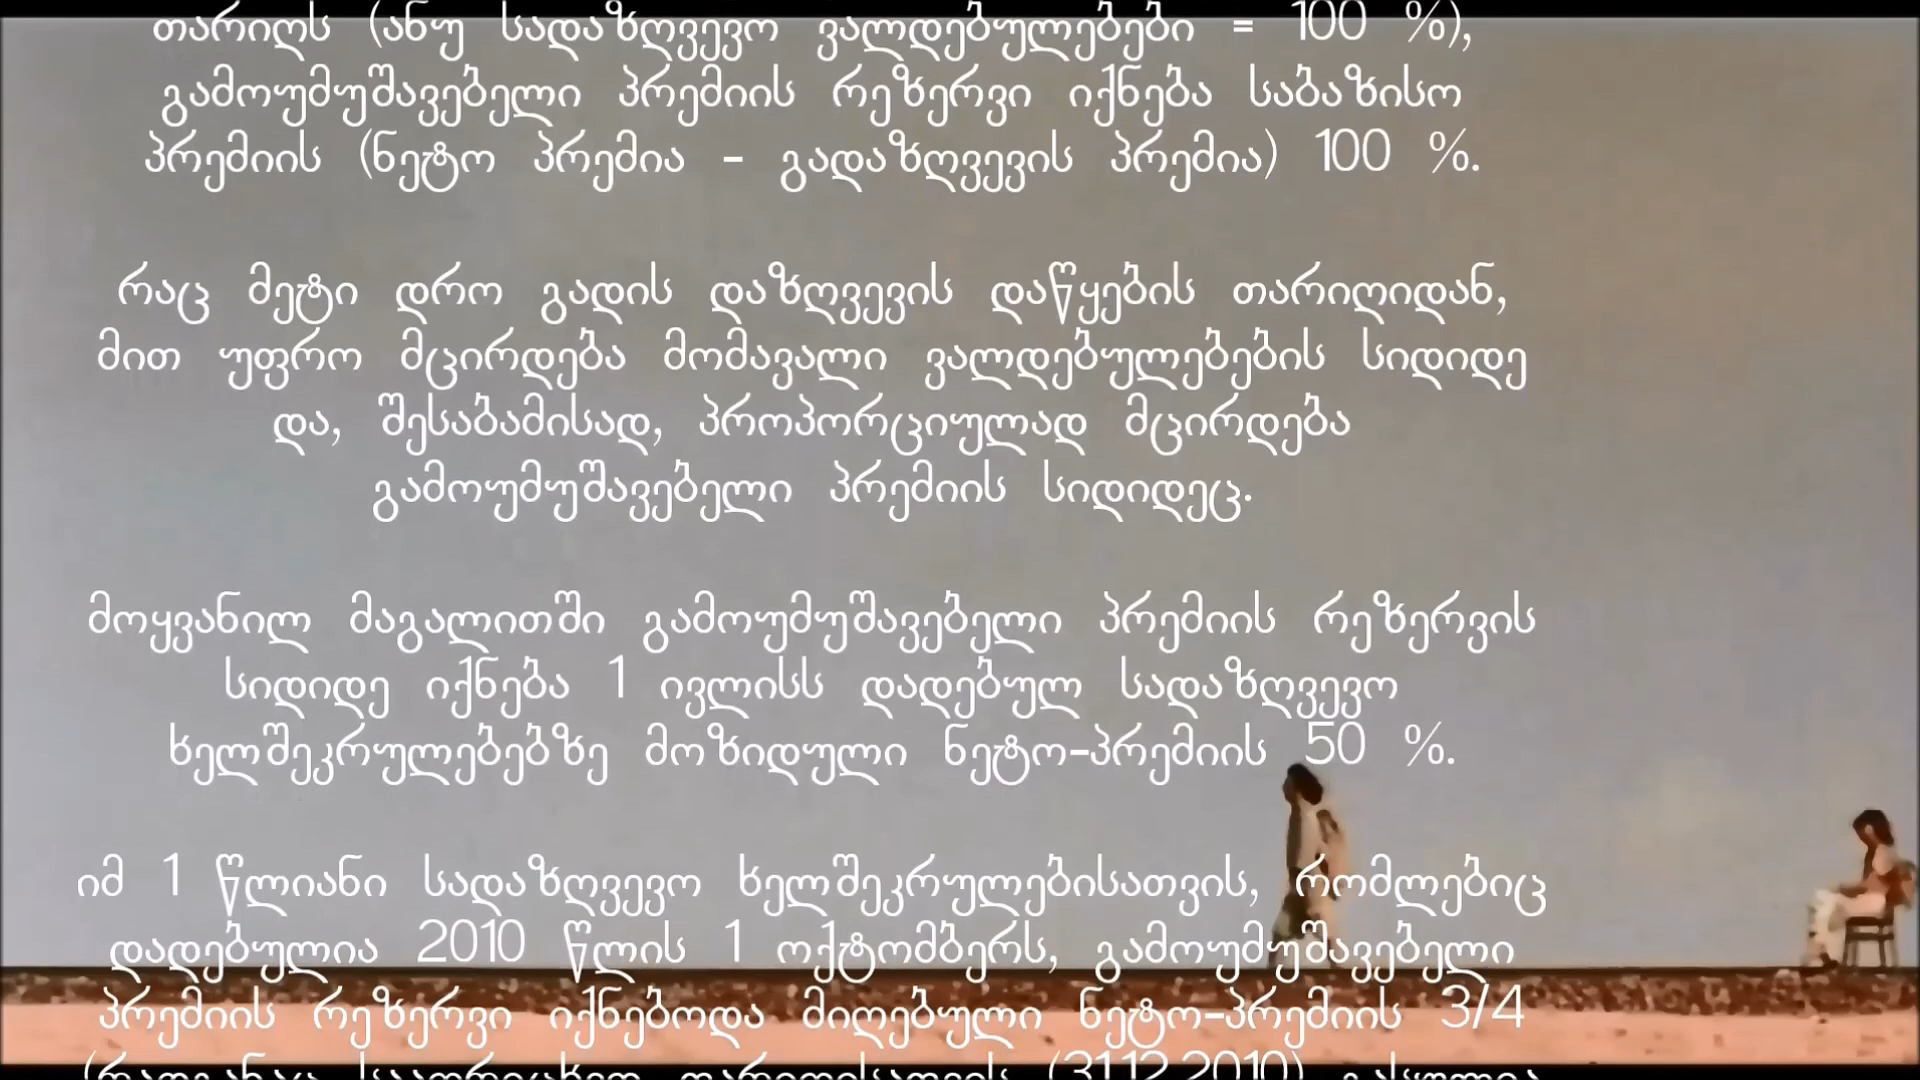 თარიღს (ანუ სადაზღვევო ვალდებულებები = 100 %),
გამოუმუშავებელი პრემიის რეზერვი იქნება საბაზისო
პრემიის (ნეტო პრემია - გადაზღვევის პრემია) 100 %.
რაც მეტი დრო გადის დაზღვევის დაწყების თარიღიდან,
მით უფრო მცირდება მომავალი ვალდებულებების სიდიდე
და, შესაბამისად, პროპორციულად მცირდება
გამოუმუშავებელი პრემიის სიდიდეც.
მოყვანილ მაგალითში გამოუმუშავებელი პრემიის რეზერვის
სიდიდე იქნება 1 ივლისს დადებულ სადაზღვევო
ხელშეკრულებებზე მოზიდული ნეტო-პრემიის 50 %.
იმ 1 წლიანი სადაზღვევო ხელშეკრულებისათვის, რომლებიც
დადებულია 2010 წლის 1 ოქტომბერს, გამოუმუშავებელი
პრემიის რეზერვი იქნებოდა მიღებული ნეტო-პრემიის 3/4
(31.12.2010)